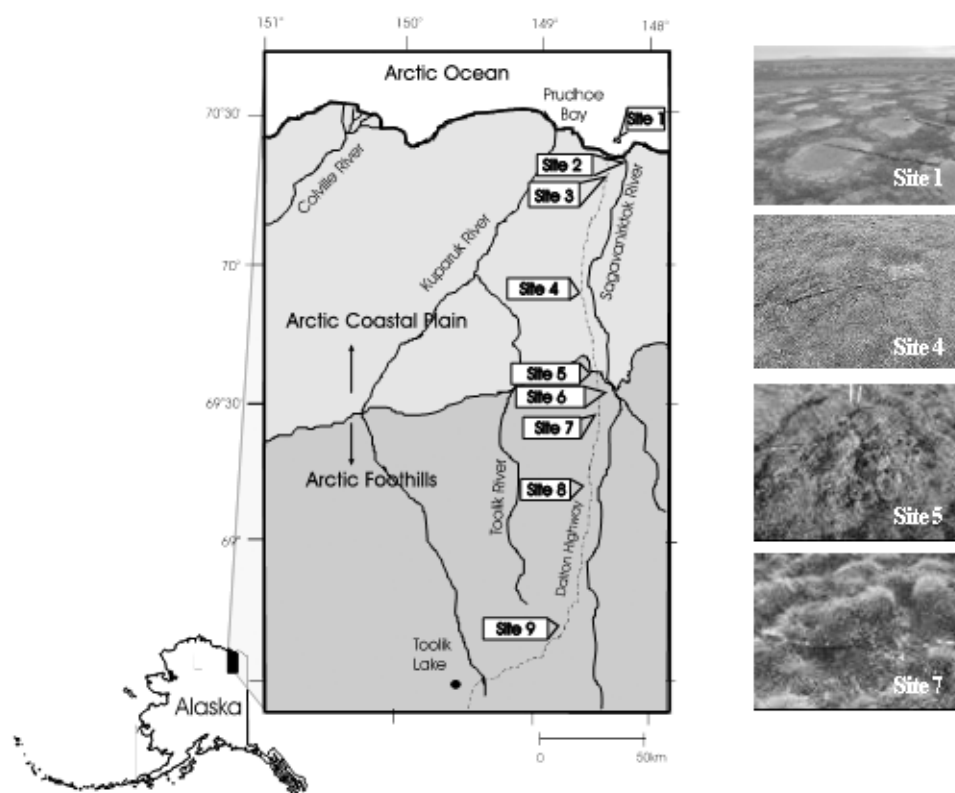 151°
150°
149°
148°
Arctic Ocean
Prudhoe
Bay
70°30'
Site 1
Site 2
Site 3
Colville River
Kuparuk River
Sagavanirktok River
70°
Site 4
Arctic Coastal Plain
Site 5
Site 6
69°30'
Site 7
Arctic Foothills
Toolik River
Site 8
Dalton Highway
69°
Site 9
Toolik
Lake
Alaska
0
50km
Site 1
Site 4
Site 5
Site 7